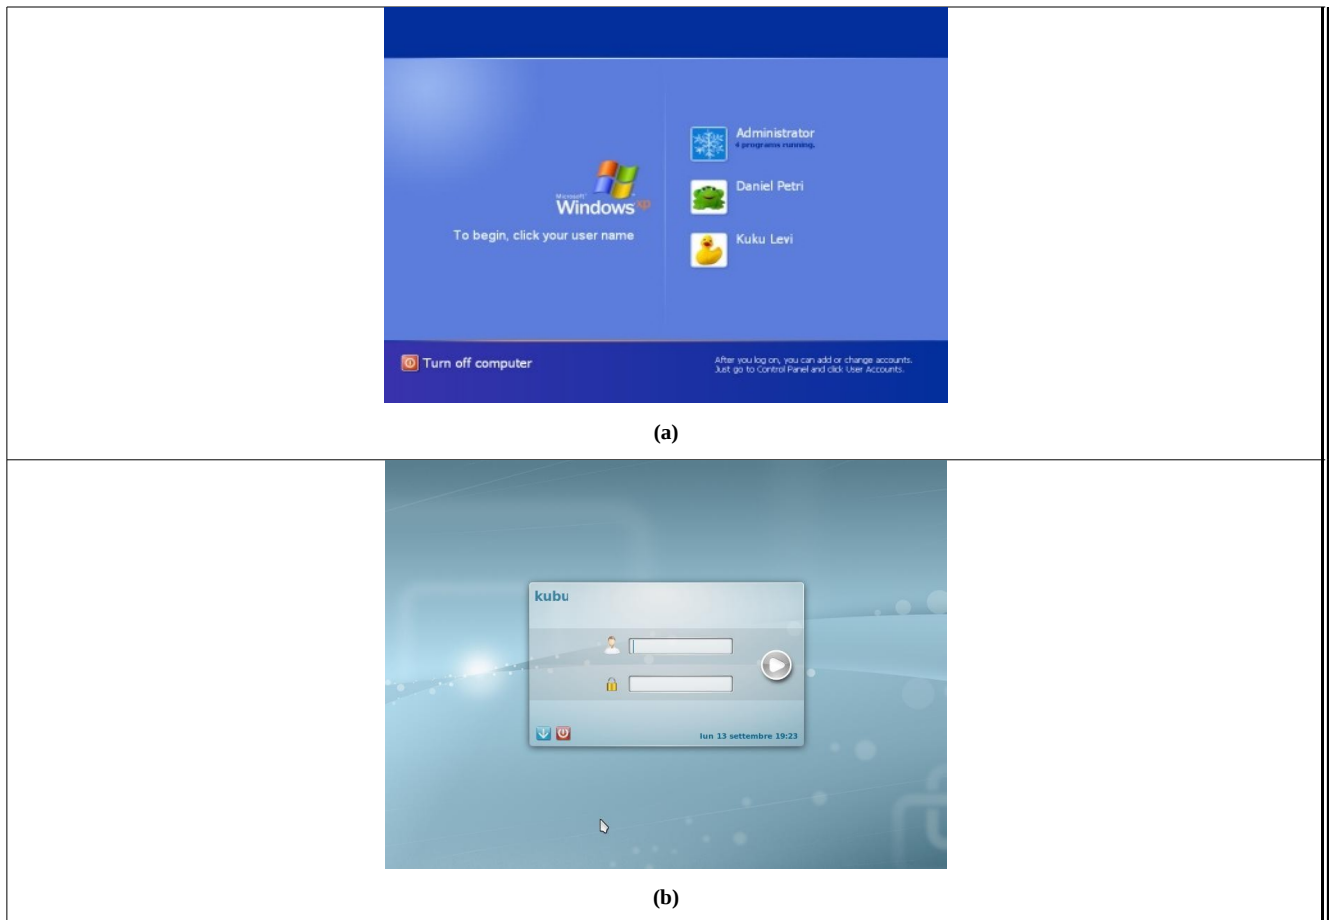 Administrator
4 programs running.
Daniel Petri
Microsoft
Windows xp
To begin, click your user name
Kuku Levi
Turn off computer
After you log on, you can add or change accounts.
Just go to Control Panel and click User Accounts.
(a)
kubu
lun 13 settembre 19:23
(b)